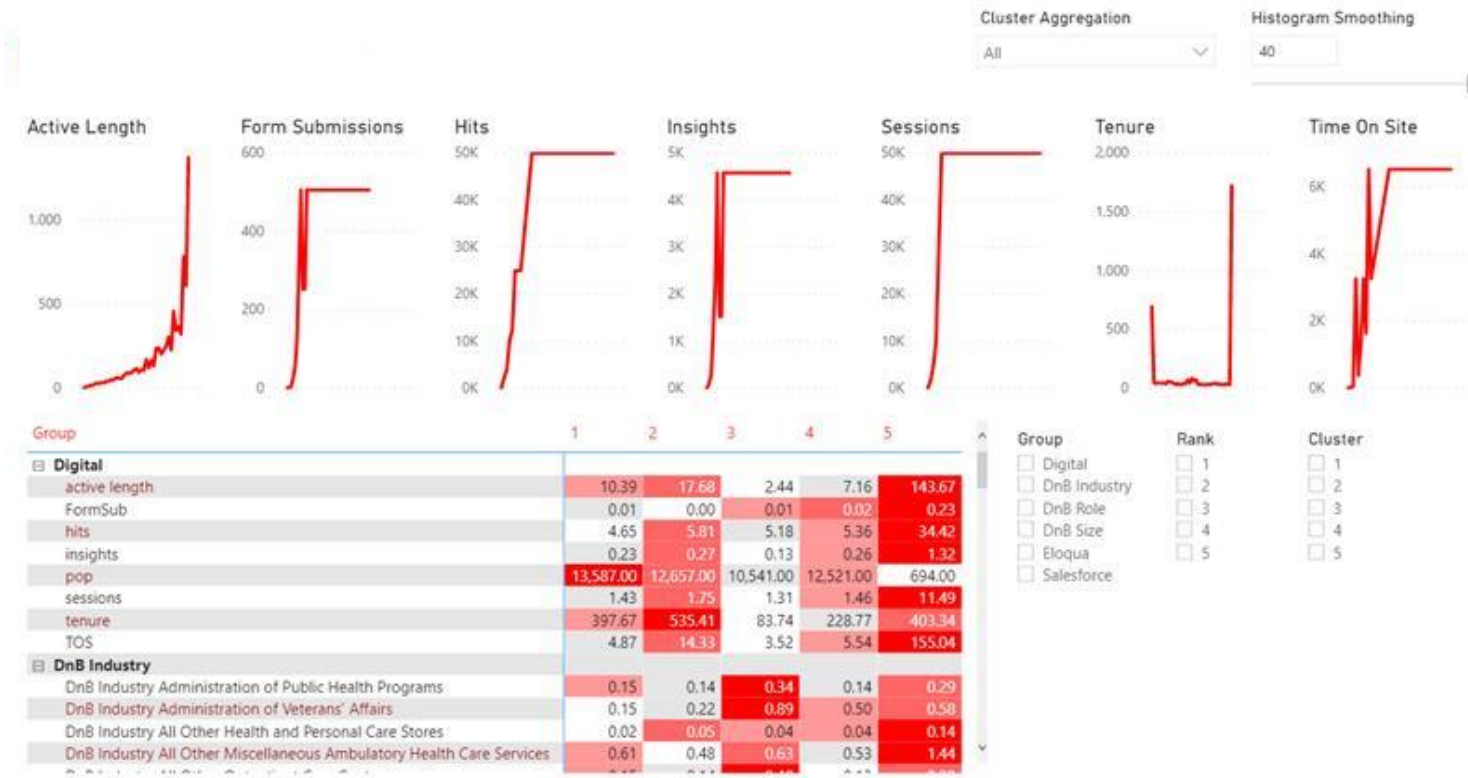 Cluster Aggregation Histogram Smoothing
All 40
Active Length Form Submissions Hits Insights Sessions Tenure Time On Site
1,000
500
0
600
400
200
0
50K
40K
30K
20K
10K
0K
5K
4K
3K
2K
1K
0K
50K
40K
30K
20K
10K
0K
2,000
1,500
1,000
500
0
6K
4K
2K
0K
Group 1 2 3 4 5
Digital
active length 10.39 17.68 2.44 7.16 143.67
FormSub 0.01 0.00 0.01 0.02 0.23
hits 4.65 5.81 5.18 5.36 34.42
insights 0.23 0.27 0.13 0.26 1.32
pop 13,587.00 12,657.00 10,541.00 12,521.00 694.00
sessions 1.43 1.75 1.31 1.46 11.49
tenure 397.67 535.41 83.74 228.77 403.34
TOS 4.87 14.33 3.52 5.54 155.04
DnB Industry
DnB Industry Administration of Public Health Programs 0.15 0.14 0.34 0.14 0.29
DnB Industry Administration of Veterans' Affairs 0.15 0.22 0.89 0.50 0.58
DnB Industry All Other Health and Personal Care Stores 0.02 0.05 0.04 0.04 0.14
DnB Industry All Other Miscellaneous Ambulatory Health Care Services 0.61 0.48 0.63 0.53 1.44
Group
Digital
DnB Industry
DnB Role
DnB Size
Eloqua
Salesforce
Rank
1
2
3
4
5
Cluster
1
2
3
4
5